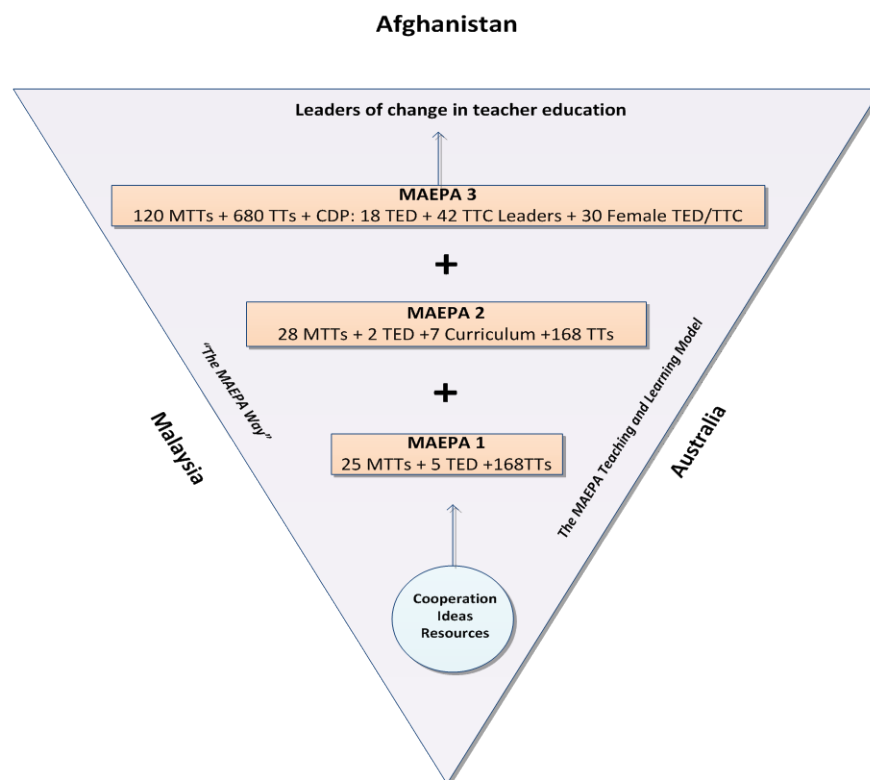 Afghanistan
Leaders of change in teacher education
MAEPA 3
120 MTTs + 680 TTs + CDP: 18 TED + 42 TTC Leaders + 30 Female TED/TTC
+
MAEPA 2
28 MTTs + 2 TED +7 Curriculum +168 TTs
"The MAEPA Way"
Malaysia
+
The MAEPA Teaching and Learning Model
Australia
MAEPA 1
25 MTTs + 5 TED +168TTs
Cooperation
Ideas
Resources